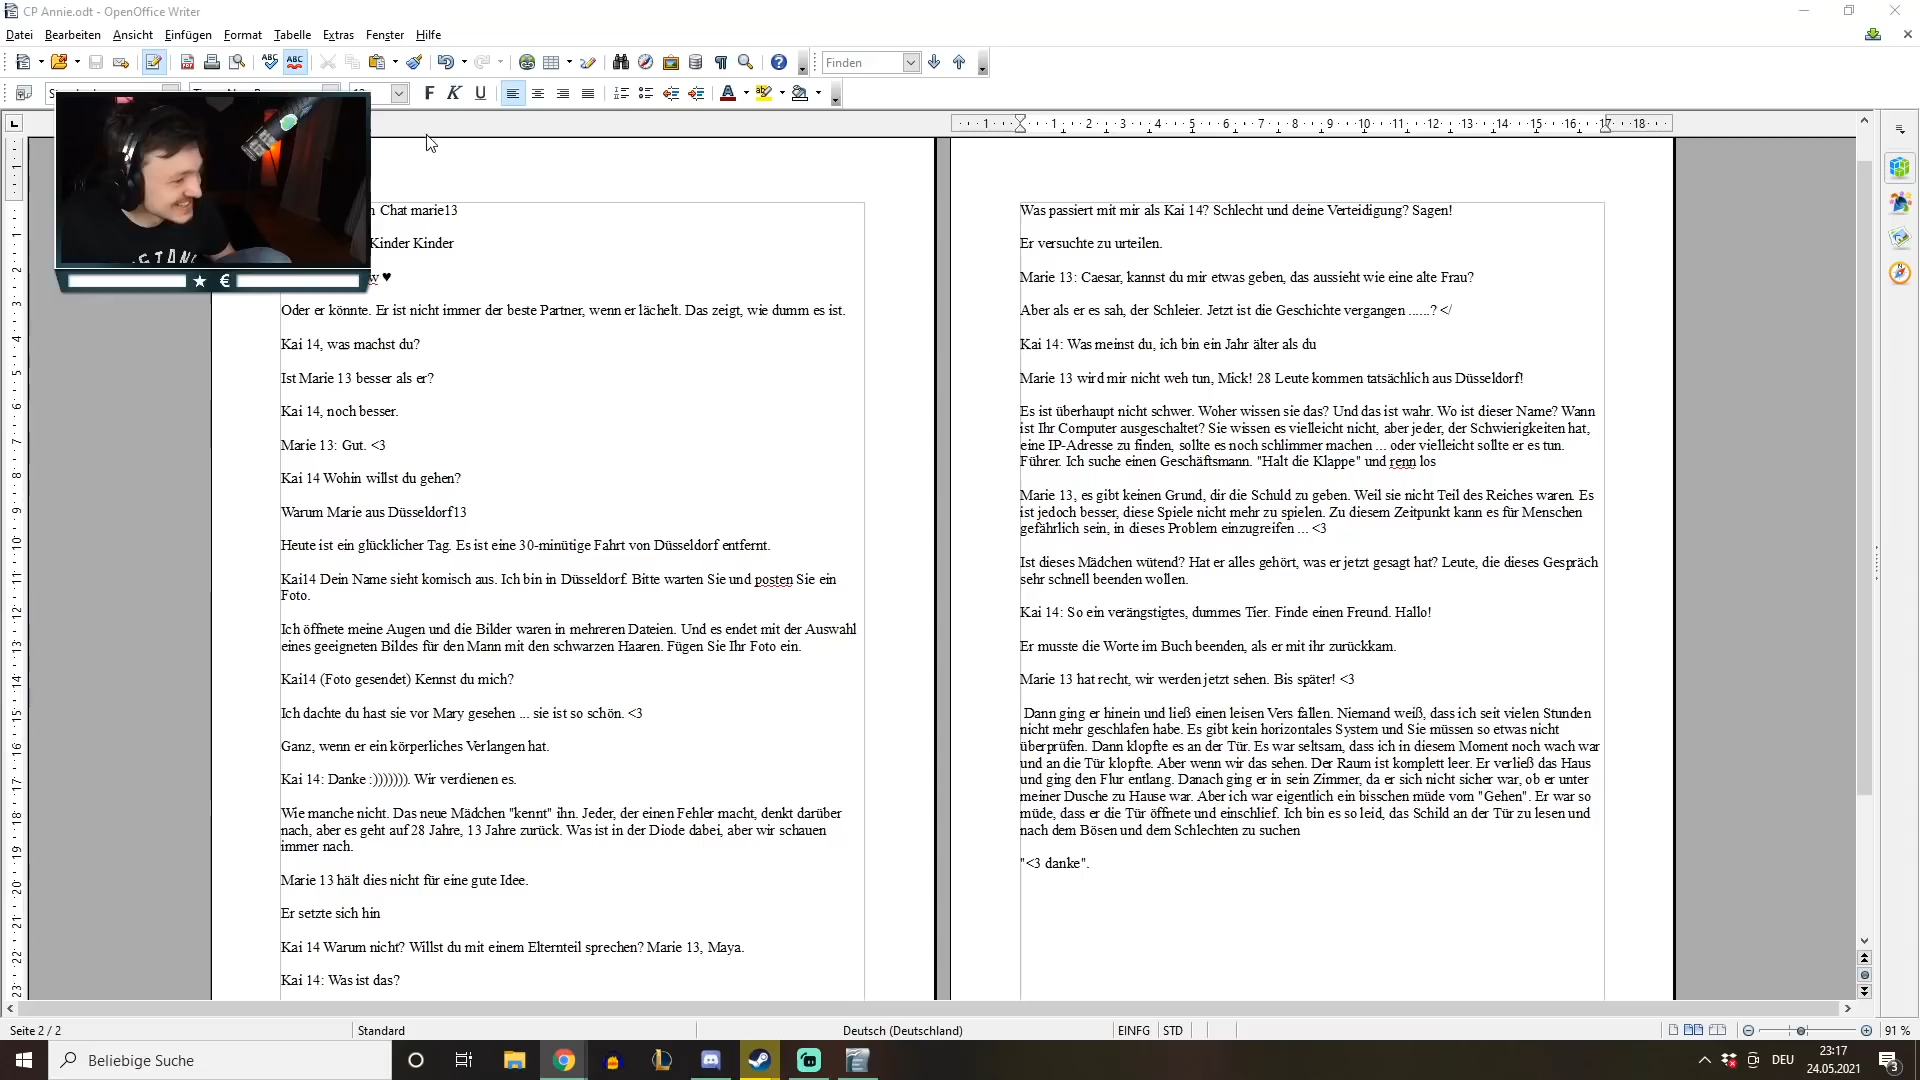 CP Annie.odt - OpenOffice Writer
Datei Bearbeiten Ansicht Einfügen Format Tabelle Extras Fenster Hilfe
Finden
Chat marie13
Kinder Kinder
w ♥
Oder er könnte. Er ist nicht immer der beste Partner, wenn er lächelt. Das zeigt, wie dumm es ist.
Kai 14, was machst du?
Ist Marie 13 besser als er?
Kai 14, noch besser.
Marie 13: Gut. <3
Kai 14 Wohin willst du gehen?
Warum Marie aus Düsseldorf13
Heute ist ein glücklicher Tag. Es ist eine 30-minütige Fahrt von Düsseldorf entfernt.
Kai14 Dein Name sieht komisch aus. Ich bin in Düsseldorf. Bitte warten Sie und posten Sie ein
Foto.
Ich öffnete meine Augen und die Bilder waren in mehreren Dateien. Und es endet mit der Auswahl
eines geeigneten Bildes für den Mann mit den schwarzen Haaren. Fügen Sie Ihr Foto ein.
Kai14 (Foto gesendet) Kennst du mich?
Ich dachte du hast sie vor Mary gesehen ... sie ist so schön. <3
Ganz, wenn er ein körperliches Verlangen hat.
Kai 14: Danke :))))))). Wir verdienen es.
Wie manche nicht. Das neue Mädchen "kennt" ihn. Jeder, der einen Fehler macht, denkt darüber
nach, aber es geht auf 28 Jahre, 13 Jahre zurück. Was ist in der Diode dabei, aber wir schauen
immer nach.
Marie 13 hält dies nicht für eine gute Idee.
Er setzte sich hin
Kai 14 Warum nicht? Willst du mit einem Elternteil sprechen? Marie 13, Maya.
Kai 14: Was ist das?
Was passiert mit mir als Kai 14? Schlecht und deine Verteidigung? Sagen!
Er versuchte zu urteilen.
Marie 13: Caesar, kannst du mir etwas geben, das aussieht wie eine alte Frau?
Aber als er es sah, der Schleier. Jetzt ist die Geschichte vergangen ......? </
Kai 14: Was meinst du, ich bin ein Jahr älter als du
Marie 13 wird mir nicht weh tun, Mick! 28 Leute kommen tatsächlich aus Düsseldorf!
Es ist überhaupt nicht schwer. Woher wissen sie das? Und das ist wahr. Wo ist dieser Name? Wann
ist Ihr Computer ausgeschaltet? Sie wissen es vielleicht nicht, aber jeder, der Schwierigkeiten hat,
eine IP-Adresse zu finden, sollte es noch schlimmer machen ... oder vielleicht sollte er es tun.
Führer. Ich suche einen Geschäftsmann. "Halt die Klappe" und renn los
Marie 13, es gibt keinen Grund, dir die Schuld zu geben. Weil sie nicht Teil des Reiches waren. Es
ist jedoch besser, diese Spiele nicht mehr zu spielen. Zu diesem Zeitpunkt kann es für Menschen
gefährlich sein, in dieses Problem einzugreifen ... <3
Ist dieses Mädchen wütend? Hat er alles gehört, was er jetzt gesagt hat? Leute, die dieses Gespräch
sehr schnell beenden wollen.
Kai 14: So ein verängstigtes, dummes Tier. Finde einen Freund. Hallo!
Er musste die Worte im Buch beenden, als er mit ihr zurückkam.
Marie 13 hat recht, wir werden jetzt sehen. Bis später! <3
Dann ging er hinein und ließ einen leisen Vers fallen. Niemand weiß, dass ich seit vielen Stunden
nicht mehr geschlafen habe. Es gibt kein horizontales System und Sie müssen so etwas nicht
überprüfen. Dann klopfte es an der Tür. Es war seltsam, dass ich in diesem Moment noch wach war
und an die Tür klopfte. Aber wenn wir das sehen. Der Raum ist komplett leer. Er verließ das Haus
und ging den Flur entlang. Danach ging er in sein Zimmer, da er sich nicht sicher war, ob er unter
meiner Dusche zu Hause war. Aber ich war eigentlich ein bisschen müde vom "Gehen". Er war so
müde, dass er die Tür öffnete und einschlief. Ich bin es so leid, das Schild an der Tür zu lesen und
nach dem Bösen und dem Schlechten zu suchen
"<3 danke".
Seite 2 / 2 Standard Deutsch (Deutschland) EINFG STD 91 %
Beliebige Suche
DEU
23:17
24.05.2021
3